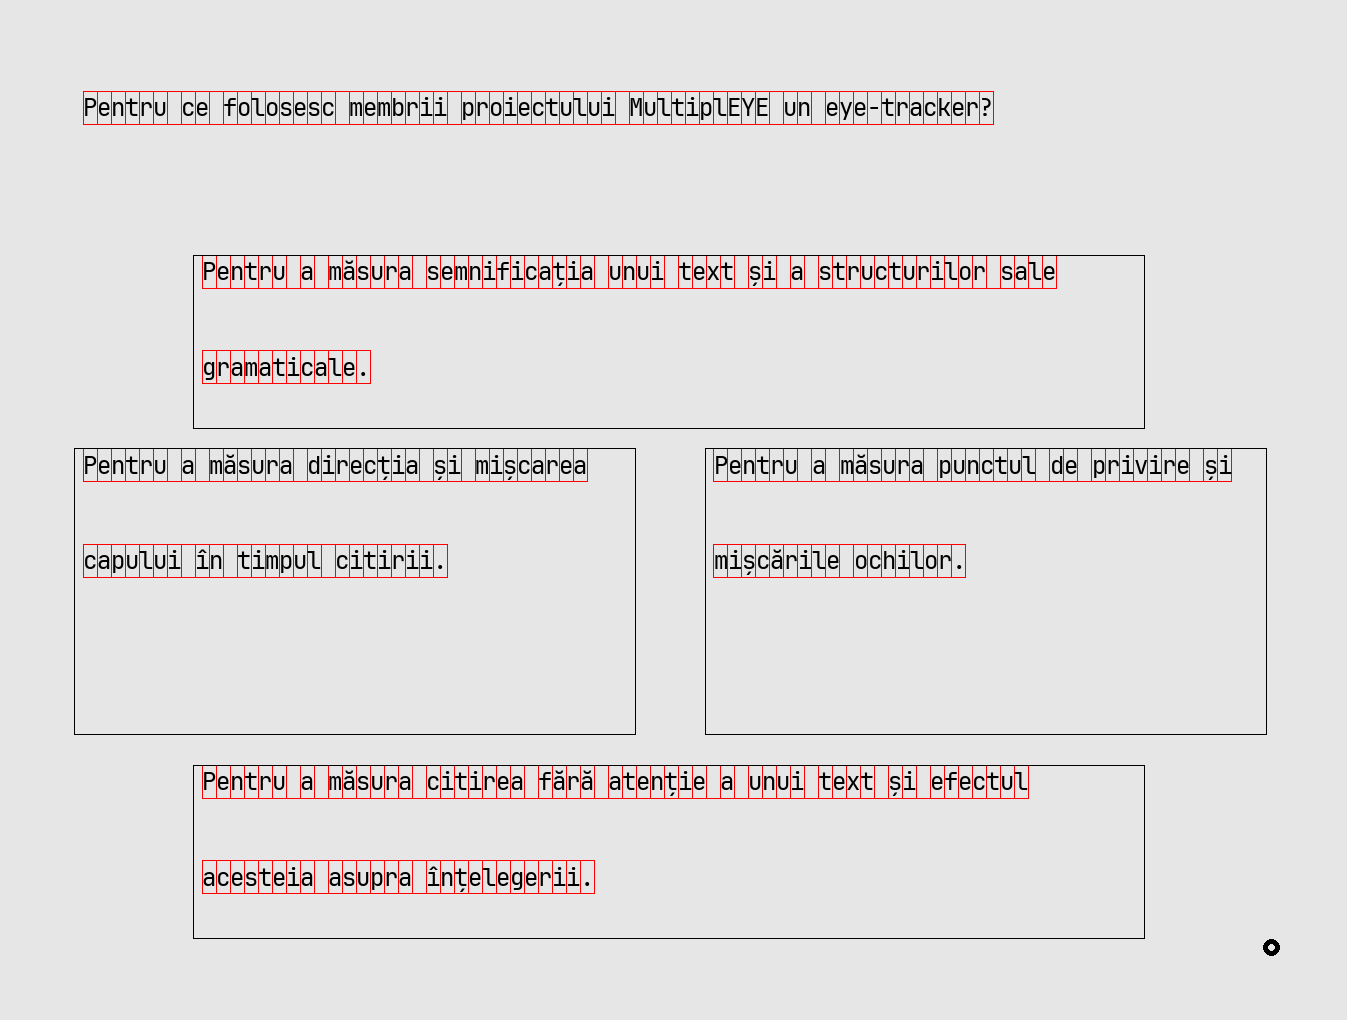 Pentru ce folosesc membrii proiectului MultiplEYE un eye-tracker?
Pentru a măsura semnificația unui text și a structurilor sale
gramaticale.
Pentru a măsura direcția și mișcarea
capului în timpul citirii.
Pentru a măsura punctul de privire și
mișcările ochilor.
Pentru a măsura citirea fără atenție a unui text și efectul
acesteia asupra înțelegerii.